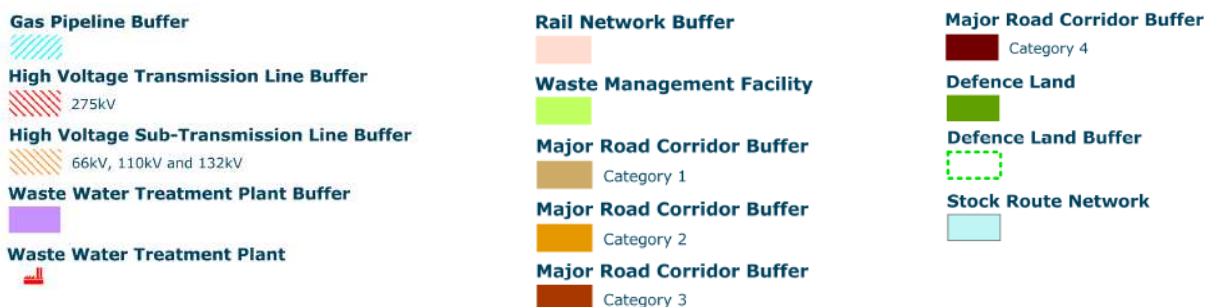 Gas Pipeline Buffer
High Voltage Transmission Line Buffer
275kV
High Voltage Sub-Transmission Line Buffer
66kV, 110kV and 132kV
Waste Water Treatment Plant Buffer
Waste Water Treatment Plant
Rail Network Buffer
Waste Management Facility
Major Road Corridor Buffer
Category 1
Major Road Corridor Buffer
Category 2
Major Road Corridor Buffer
Category 3
Major Road Corridor Buffer
Category 4
Defence Land
Defence Land Buffer
Stock Route Network